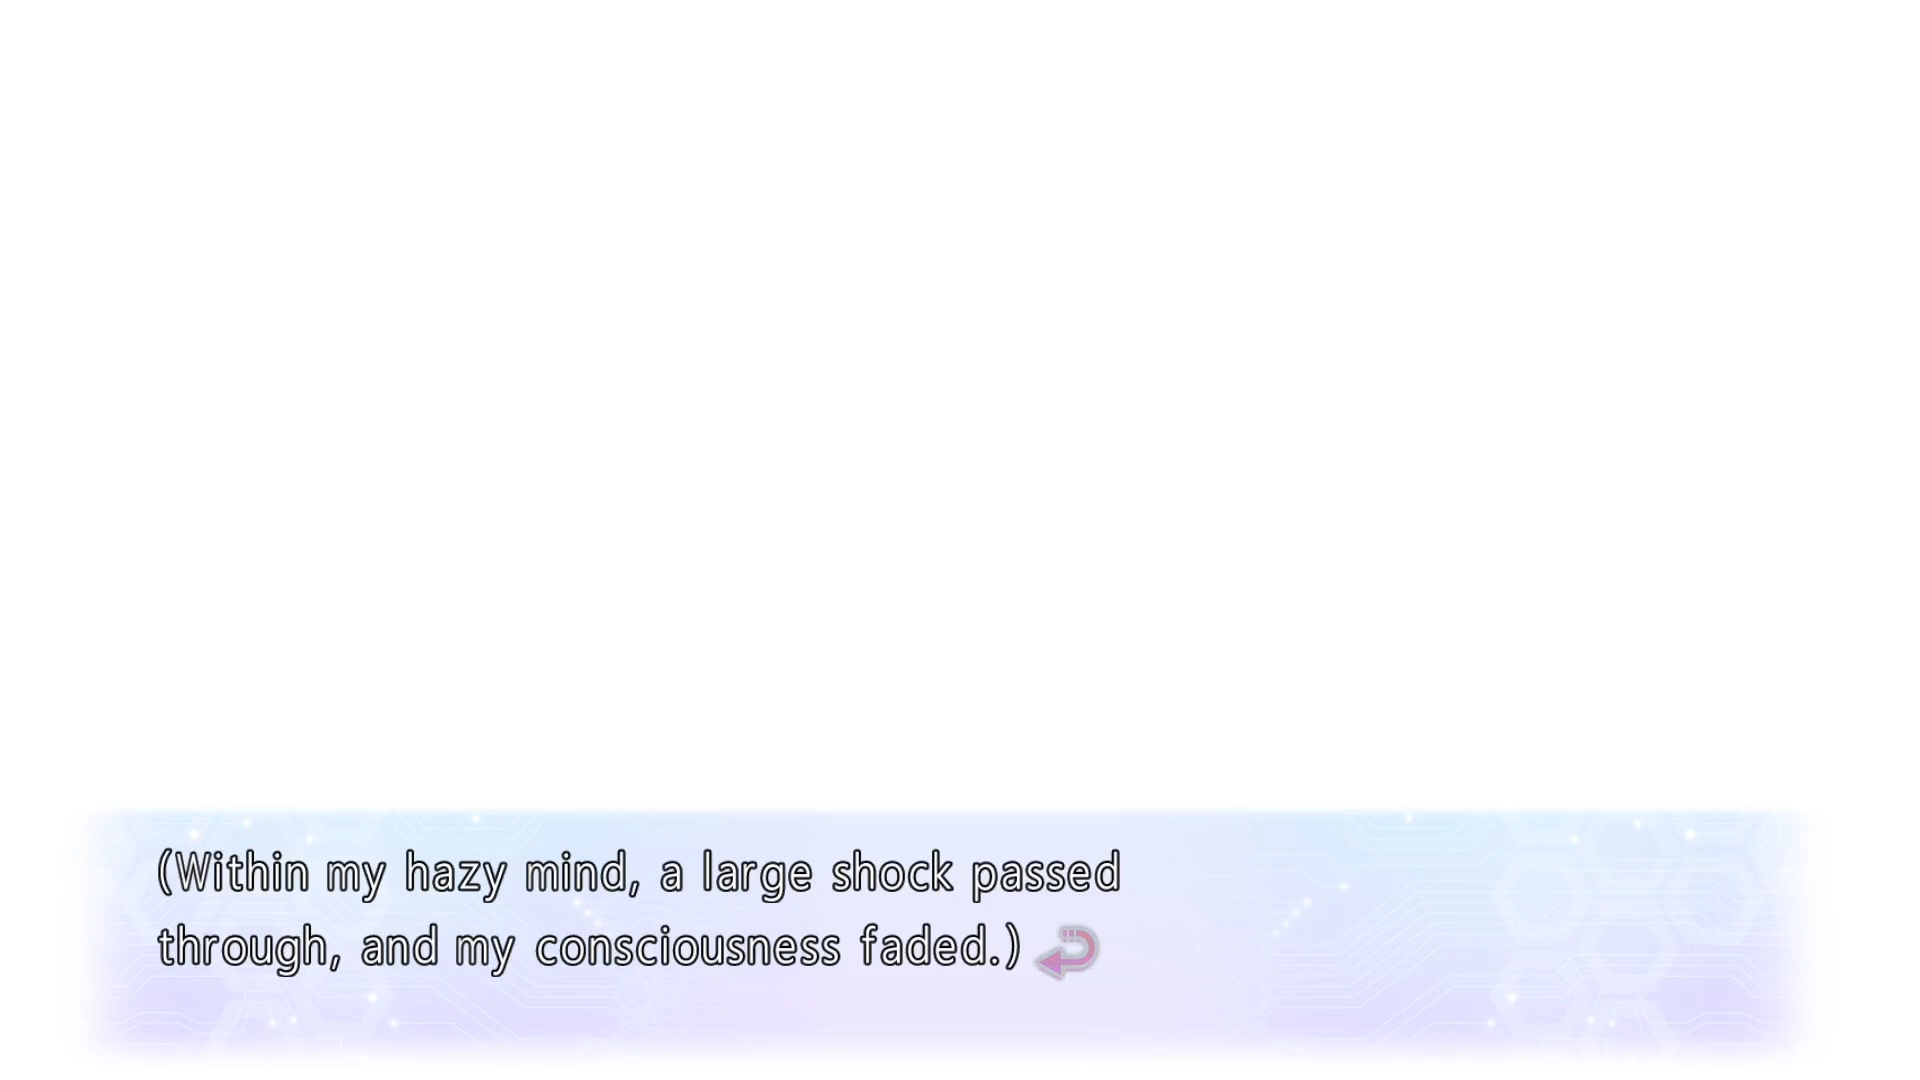 (Within my hazy mind, a large shock passed
through, and my consciousness faded.)